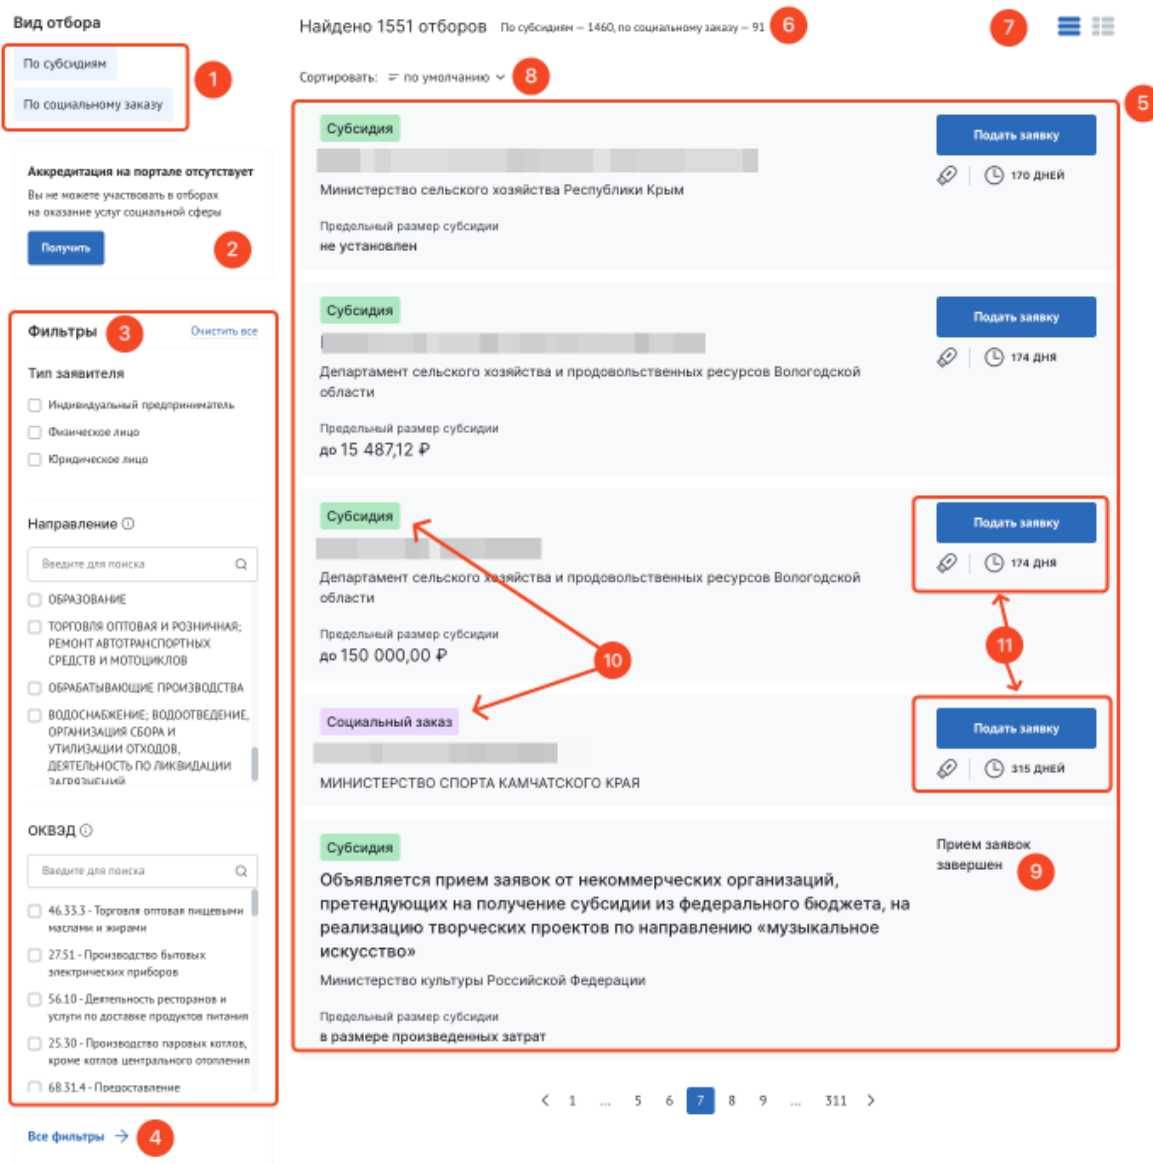 Вид отбора
По субсидиям
1
По социальному заказу
Аккредитация на портале отсутствует
Вы не можете участвовать в отборах
на оказание услуг социальной сферы
Получить
2
Фильтры
3
Очистить все
Тип заявителя
Индивидуальный предприниматель
Физическое лицо
Юридическое лицо
Направление
Введите для поиска
ОБРАЗОВАНИЕ
ТОРГОВЛЯ ОПТОВАЯ И РОЗНИЧНАЯ;
РЕМОНТ АВТОТРАНСПОРТНЫХ
СРЕДСТВ И МОТОЦИКЛОВ
ОБРАБАТЫВАЮЩИЕ ПРОИЗВОДСТВА
ВОДОСНАБЖЕНИЕ; ВОДООТВЕДЕНИЕ,
ОРГАНИЗАЦИЯ СБОРА И
УТИЛИЗАЦИИ ОТХОДОВ,
ДЕЯТЕЛЬНОСТЬ ПО ЛИКВИДАЦИИ
ЗАГРЯЗНЕНИЙ
ОКВЭД
Введите для поиска
46.33.3 - Торговля оптовая пищевыми
маслами и жирами
27.51 - Производство бытовых
электрических приборов
56.10 - Деятельность ресторанов и
услуги по доставке продуктов питания
25.30 - Производство паровых котлов,
кроме котлов центрального отопления
68.31.4 - Предоставление
Все фильтры →
4
Найдено 1551 отборов По субсидиям – 1460, по социальному заказу – 91
6
7
Сортировать: по умолчанию
8
5
Субсидия
Подать заявку
170 ДНЕЙ
Министерство сельского хозяйства Республики Крым
Предельный размер субсидии
не установлен
Субсидия
Подать заявку
174 ДНЯ
Департамент сельского хозяйства и продовольственных ресурсов Вологодской
области
Предельный размер субсидии
до 15 487,12 ₽
Субсидия
Подать заявку
174 ДНЯ
Департамент сельского хозяйства и продовольственных ресурсов Вологодской
области
Предельный размер субсидии
до 150 000,00 ₽
10
11
Социальный заказ
Подать заявку
315 ДНЕЙ
МИНИСТЕРСТВО СПОРТА КАМЧАТСКОГО КРАЯ
Субсидия
Прием заявок
завершен
9
Объявляется прием заявок от некоммерческих организаций,
претендующих на получение субсидии из федерального бюджета, на
реализацию творческих проектов по направлению «музыкальное
искусство»
Министерство культуры Российской Федерации
Предельный размер субсидии
в размере произведенных затрат
< 1 ... 5 6 7 8 9 ... 311 >